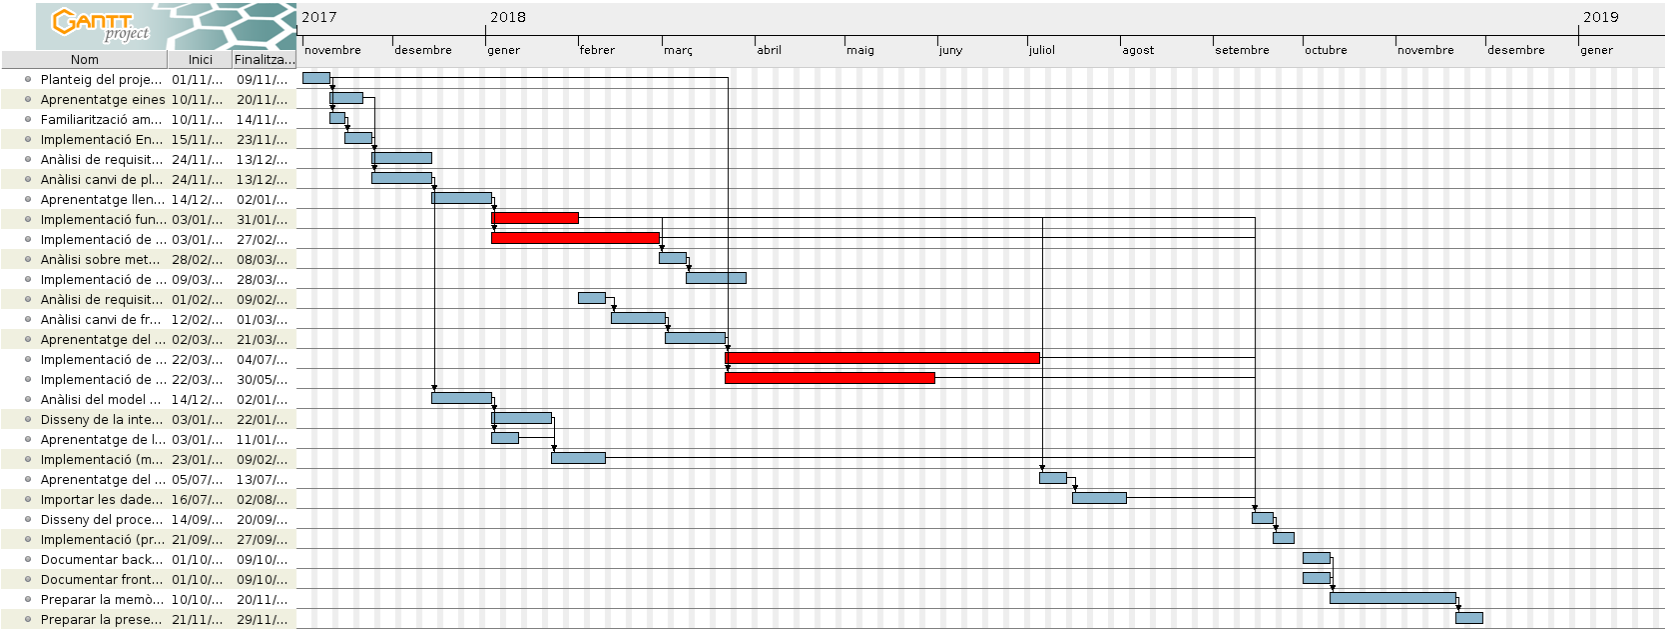 GANTT project
2017 2018 2019
novembre desembre gener febrer març abril maig juny juliol agost setembre octubre novembre desembre gener
Nom Inici Finalitza...
Planteig del proje... 01/11/... 09/11/...
Aprenentatge eines 10/11/... 20/11/...
Familiarització am... 10/11/... 14/11/...
Implementació En... 15/11/... 23/11/...
Anàlisi de requisit... 24/11/... 13/12/...
Anàlisi canvi de pl... 24/11/... 13/12/...
Aprenentatge llen... 14/12/... 02/01/...
Implementació fun... 03/01/... 31/01/...
Implementació de ... 03/01/... 27/02/...
Anàlisi sobre met... 28/02/... 08/03/...
Implementació de ... 09/03/... 28/03/...
Anàlisi de requisit... 01/02/... 09/02/...
Anàlisi canvi de fr... 12/02/... 01/03/...
Aprenentatge del ... 02/03/... 21/03/...
Implementació de ... 22/03/... 04/07/...
Implementació de ... 22/03/... 30/05/...
Anàlisi del model ... 14/12/... 02/01/...
Disseny de la inte... 03/01/... 22/01/...
Aprenentatge de l... 03/01/... 11/01/...
Implementació (m... 23/01/... 09/02/...
Aprenentatge del ... 05/07/... 13/07/...
Importar les dade... 16/07/... 02/08/...
Disseny del proce... 14/09/... 20/09/...
Implementació (pr... 21/09/... 27/09/...
Documentar back... 01/10/... 09/10/...
Documentar front... 01/10/... 09/10/...
Preparar la memò... 10/10/... 20/11/...
Preparar la prese... 21/11/... 29/11/...